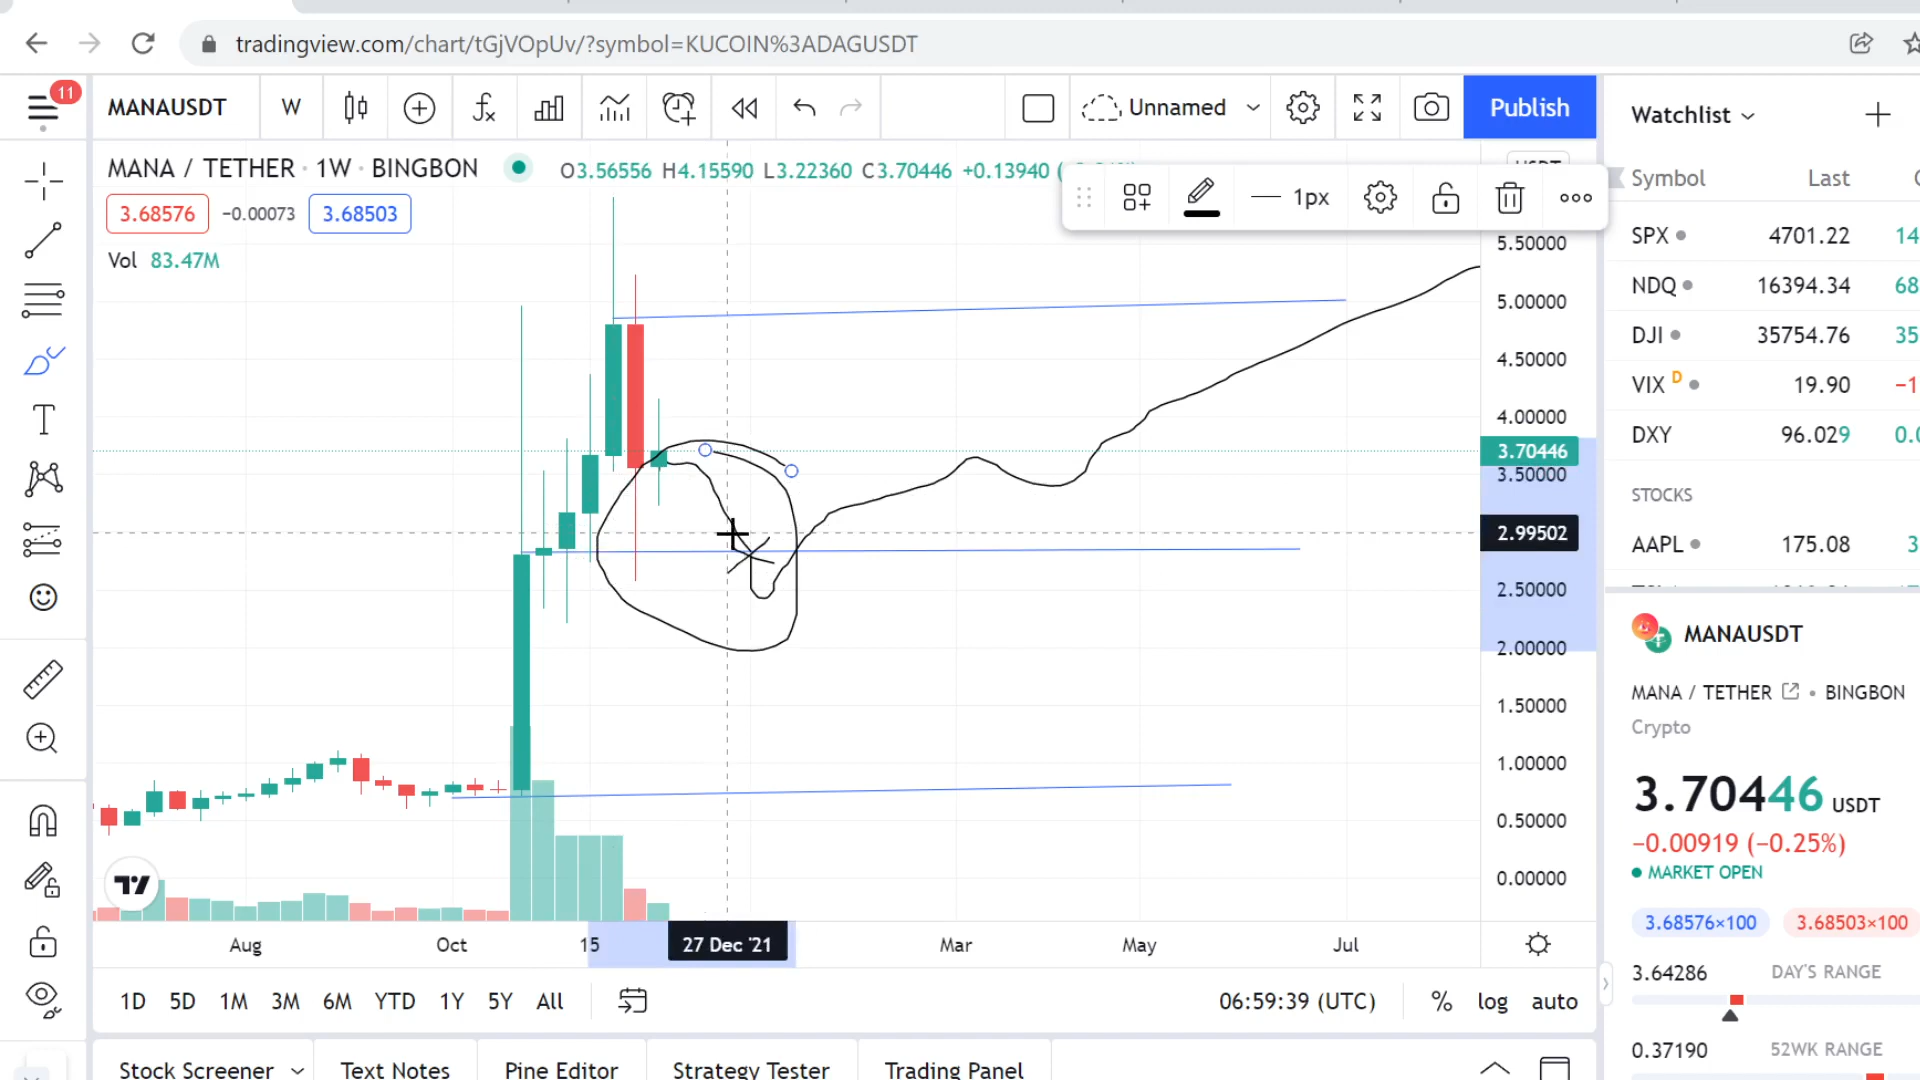 tradingview.com/chart/tGjVOpUv/?symbol=KUCOIN%3ADAGUSDT
11
MANAUSDT
W
Unnamed
Publish
Watchlist
MANA / TETHER · 1W · BINGBON
O3.56556 H4.15590 L3.22360 C3.70446 +0.13940
1px
Symbol Last
3.68576 −0.00073 3.68503
Vol 83.47M
5.50000
5.00000
4.50000
4.00000
3.70446
3.50000
2.99502
2.50000
2.00000
1.50000
1.00000
0.50000
0.00000
SPX 4701.22 14
NDQ 16394.34 68
DJI 35754.76 35
VIX D 19.90 −1
DXY 96.029 0.0
STOCKS
AAPL 175.08 3
MANAUSDT
MANA / TETHER • BINGBON
Crypto
3.70446 USDT
−0.00919 (−0.25%)
MARKET OPEN
3.68576×100 3.68503×100
3.64286 DAY'S RANGE
0.37190 52WK RANGE
Aug Oct 15 27 Dec '21 Mar May Jul
1D 5D 1M 3M 6M YTD 1Y 5Y All
06:59:39 (UTC) % log auto
Stock Screener Text Notes Pine Editor Strategy Tester Trading Panel